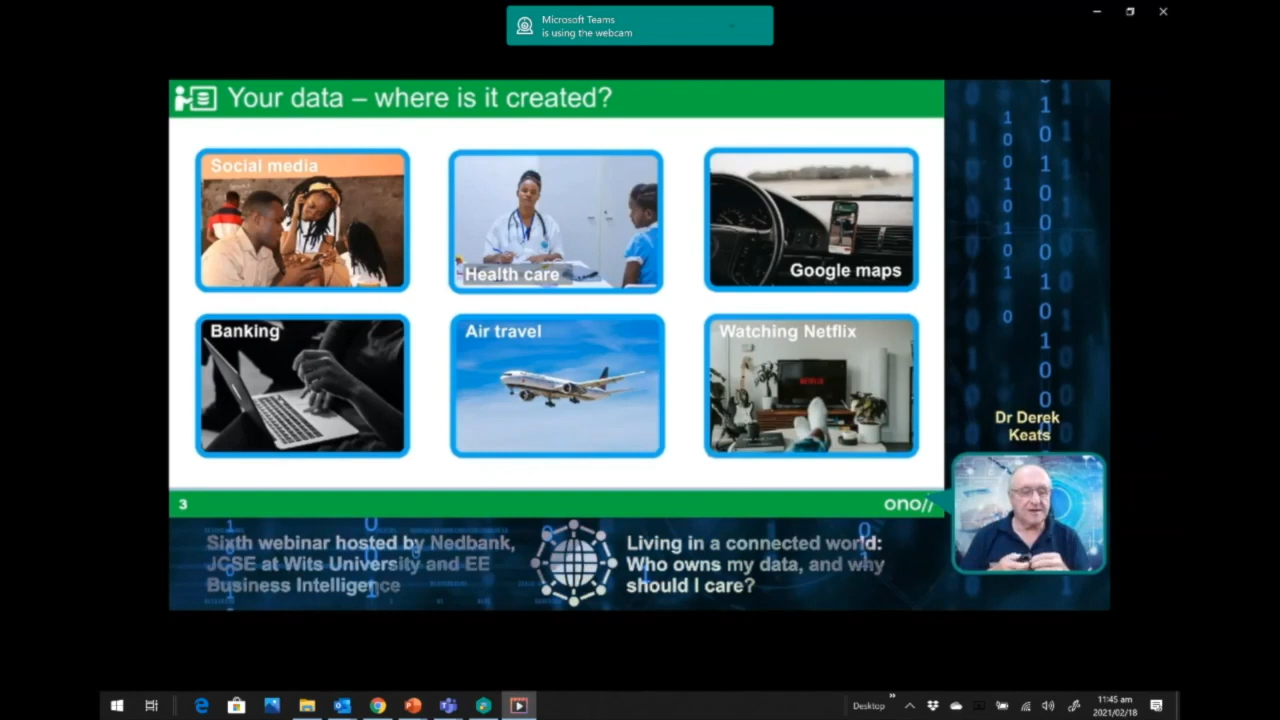 Microsoft Teams
is using the webcam
Your data – where is it created?
Social media
Health care
Google maps
Banking
Air travel
Watching Netflix
NETFLIX
3
ono//
Dr Derek
Keats
Sixth webinar hosted by Nedbank,
JCSE at Wits University and EE
Business Intelligence
Living in a connected world:
Who owns my data, and why
should I care?
Desktop
11:45 am
2021/02/18